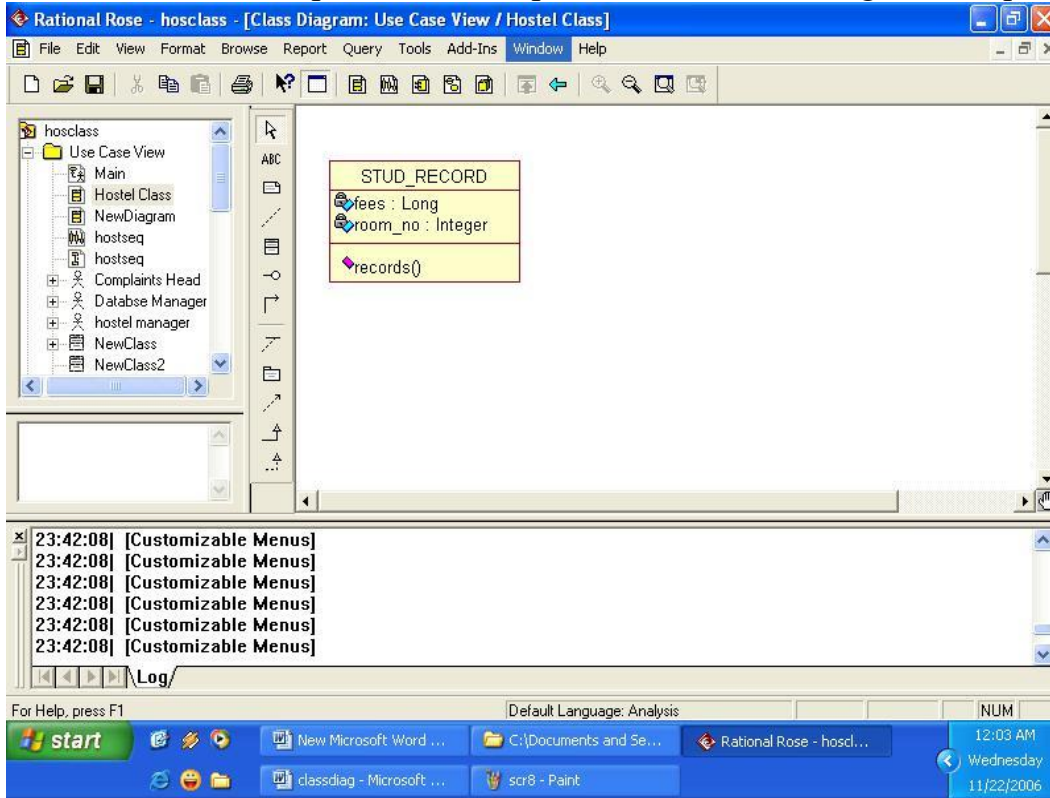 Rational Rose - hosclass - [Class Diagram: Use Case View / Hostel Class]
File Edit View Format Browse Report Query Tools Add-Ins Window Help
hosclass
Use Case View
Main
Hostel Class
NewDiagram
hostseq
hostseq
Complaints Head
Databse Manager
hostel manager
NewClass
NewClass2
ABC
STUD_RECORD
fees : Long
room_no : Integer
records()
23:42:08| [Customizable Menus]
23:42:08| [Customizable Menus]
23:42:08| [Customizable Menus]
23:42:08| [Customizable Menus]
23:42:08| [Customizable Menus]
23:42:08| [Customizable Menus]
Log
For Help, press F1 Default Language: Analysis NUM
start New Microsoft Word ... C:\Documents and Se... Rational Rose - hoscl... 12:03 AM
Wednesday
classdiag - Microsoft ... scr8 - Paint 11/22/2006